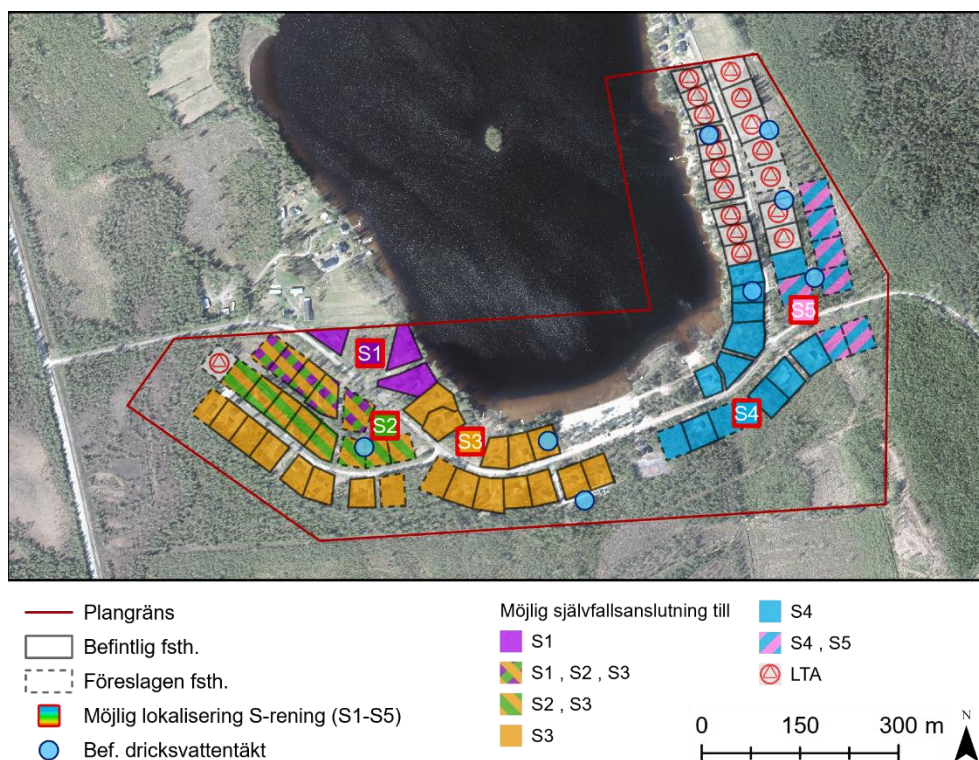 S5
S1
S4
S2
S3
Plangräns
Befintlig fsth.
Föreslagen fsth.
Möjlig lokalisering S-rening (S1-S5)
Bef. dricksvattentäkt
Möjlig självfallsanslutning till
S1
S1 , S2 , S3
S2 , S3
S3
S4
S4 , S5
LTA
0 150 300 m
N